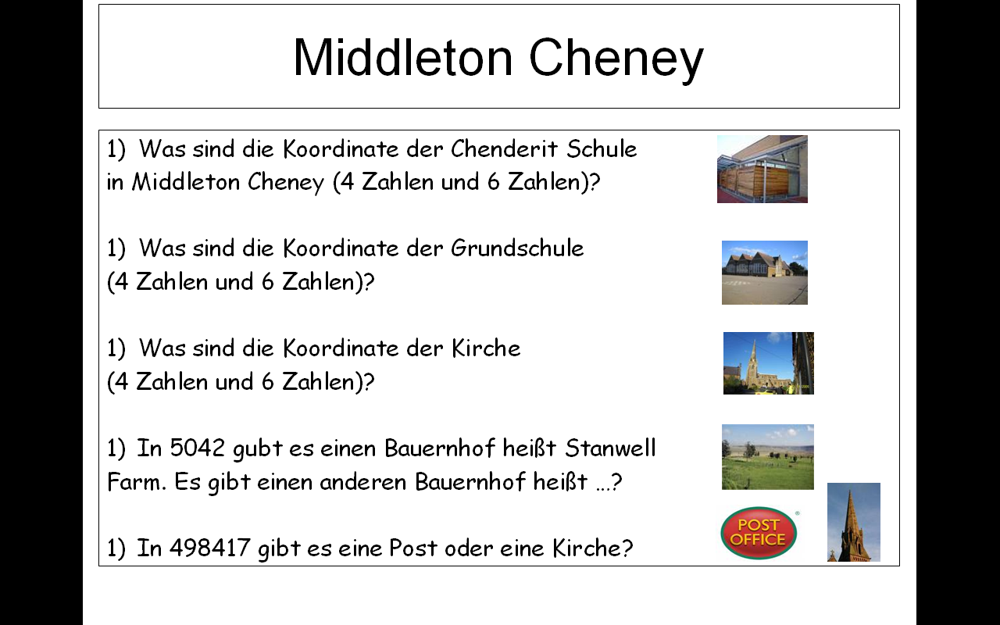 Middleton Cheney
1) Was sind die Koordinate der Chenderit Schule
in Middleton Cheney (4 Zahlen und 6 Zahlen)?
1) Was sind die Koordinate der Grundschule
(4 Zahlen und 6 Zahlen)?
1) Was sind die Koordinate der Kirche
(4 Zahlen und 6 Zahlen)?
1) In 5042 gubt es einen Bauernhof heißt Stanwell
Farm. Es gibt einen anderen Bauernhof heißt ...?
POST
OFFICE
®
1) In 498417 gibt es eine Post oder eine Kirche?